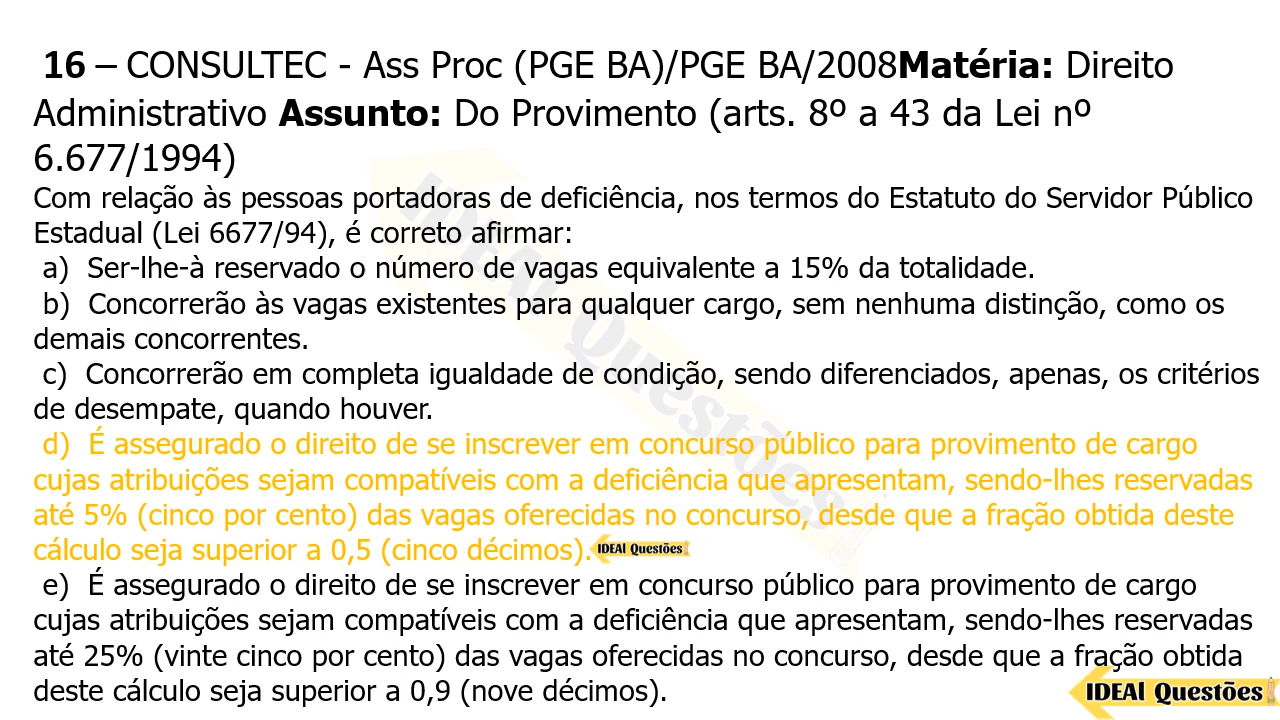 16 – CONSULTEC - Ass Proc (PGE BA)/PGE BA/2008Matéria: Direito
Administrativo Assunto: Do Provimento (arts. 8º a 43 da Lei nº
6.677/1994)
Com relação às pessoas portadoras de deficiência, nos termos do Estatuto do Servidor Público
Estadual (Lei 6677/94), é correto afirmar:
a) Ser-lhe-à reservado o número de vagas equivalente a 15% da totalidade.
b) Concorrerão às vagas existentes para qualquer cargo, sem nenhuma distinção, como os
demais concorrentes.
c) Concorrerão em completa igualdade de condição, sendo diferenciados, apenas, os critérios
de desempate, quando houver.
d) É assegurado o direito de se inscrever em concurso público para provimento de cargo
cujas atribuições sejam compatíveis com a deficiência que apresentam, sendo-lhes reservadas
até 5% (cinco por cento) das vagas oferecidas no concurso, desde que a fração obtida deste
cálculo seja superior a 0,5 (cinco décimos). IDEAl Questões
e) É assegurado o direito de se inscrever em concurso público para provimento de cargo
cujas atribuições sejam compatíveis com a deficiência que apresentam, sendo-lhes reservadas
até 25% (vinte cinco por cento) das vagas oferecidas no concurso, desde que a fração obtida
deste cálculo seja superior a 0,9 (nove décimos).
IDEAl Questões
IDEAl Questões